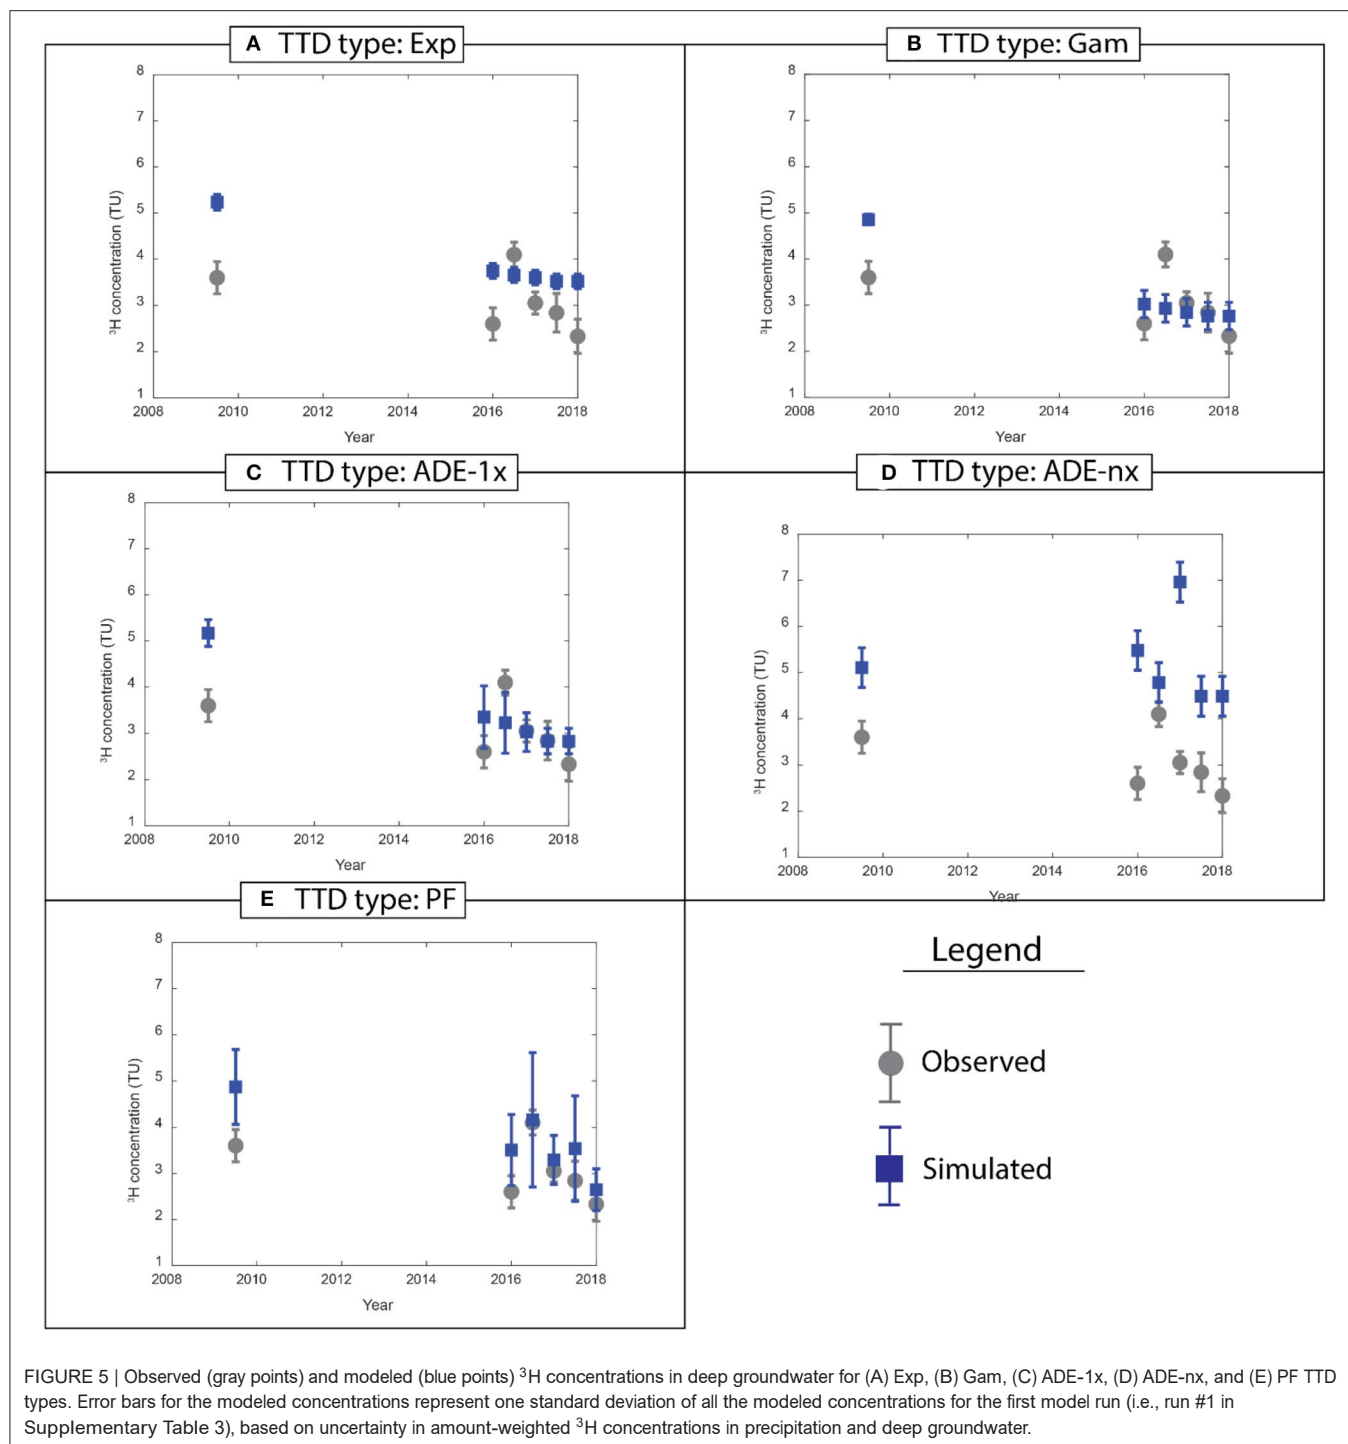 A TTD type: Exp
8
7
6
5
4
3
2
1
³H concentration (TU)
2008 2010 2012 2014 2016 2018
Year
B TTD type: Gam
8
7
6
5
4
3
2
1
³H concentration (TU)
2008 2010 2012 2014 2016 2018
Year
C TTD type: ADE-1x
8
7
6
5
4
3
2
1
³H concentration (TU)
2008 2010 2012 2014 2016 2018
Year
D TTD type: ADE-nx
8
7
6
5
4
3
2
1
³H concentration (TU)
2008 2010 2012 2014 2016 2018
Year
E TTD type: PF
8
7
6
5
4
3
2
1
³H concentration (TU)
2008 2010 2012 2014 2016 2018
Year
Legend
Observed
Simulated
FIGURE 5 | Observed (gray points) and modeled (blue points) ³H concentrations in deep groundwater for (A) Exp, (B) Gam, (C) ADE-1x, (D) ADE-nx, and (E) PF TTD
types. Error bars for the modeled concentrations represent one standard deviation of all the modeled concentrations for the first model run (i.e., run #1 in
Supplementary Table 3), based on uncertainty in amount-weighted ³H concentrations in precipitation and deep groundwater.